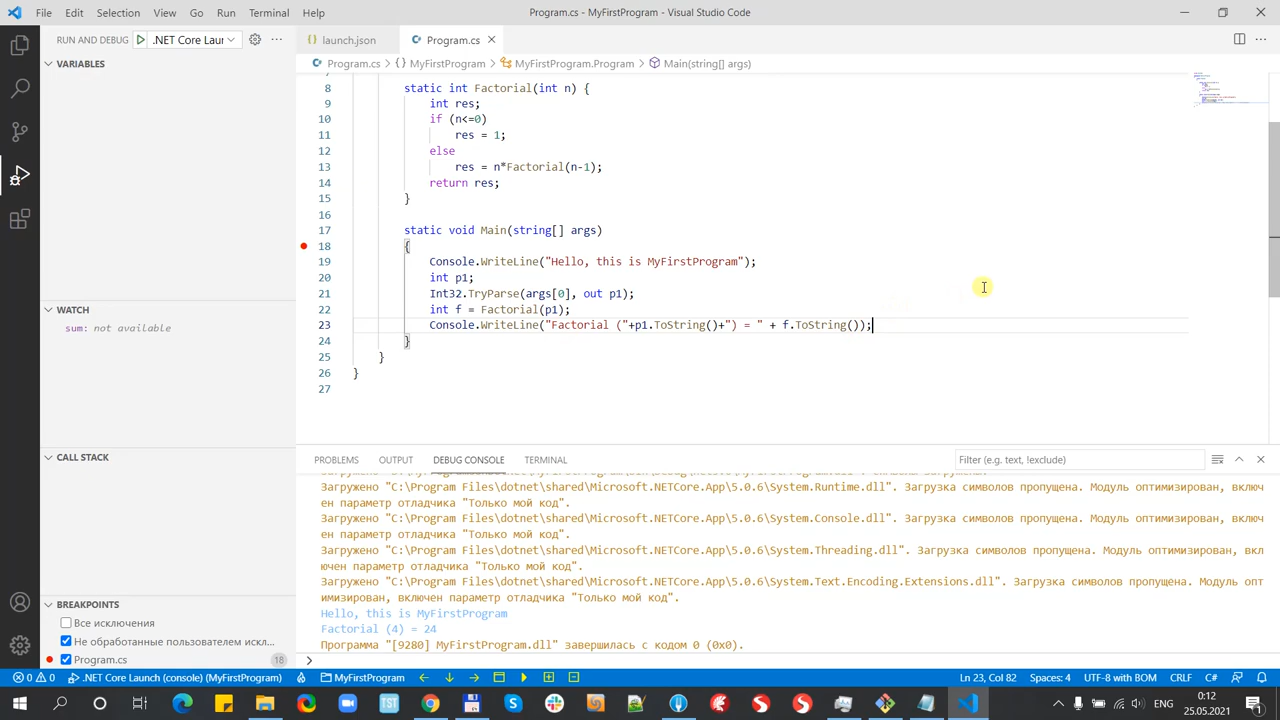 File Edit Selection View Go Run Terminal Help Program.cs - MyFirstProgram - Visual Studio Code
RUN AND DEBUG .NET Core Laur
launch.json Program.cs
Program.cs { } MyFirstProgram MyFirstProgram.Program Main(string[] args)
VARIABLES
WATCH
sum: not available
CALL STACK
BREAKPOINTS
Все исключения
Не обработанные пользователем искл...
Program.cs 18
8 static int Factorial(int n) {
9 int res;
10 if (n<=0)
11 res = 1;
12 else
13 res = n*Factorial(n-1);
14 return res;
15 }
16
17 static void Main(string[] args)
18 {
19 Console.WriteLine("Hello, this is MyFirstProgram");
20 int p1;
21 Int32.TryParse(args[0], out p1);
22 int f = Factorial(p1);
23 Console.WriteLine("Factorial ("+p1.ToString()+") = " + f.ToString());
24 }
25 }
26 }
27
PROBLEMS OUTPUT DEBUG CONSOLE TERMINAL Filter (e.g. text, !exclude)
Загружено "C:\Program Files\dotnet\shared\Microsoft.NETCore.App\5.0.6\System.Runtime.dll". Загрузка символов пропущена. Модуль оптимизирован, включ
ен параметр отладчика "Только мой код".
Загружено "C:\Program Files\dotnet\shared\Microsoft.NETCore.App\5.0.6\System.Console.dll". Загрузка символов пропущена. Модуль оптимизирован, включ
ен параметр отладчика "Только мой код".
Загружено "C:\Program Files\dotnet\shared\Microsoft.NETCore.App\5.0.6\System.Threading.dll". Загрузка символов пропущена. Модуль оптимизирован, вкл
ючен параметр отладчика "Только мой код".
Загружено "C:\Program Files\dotnet\shared\Microsoft.NETCore.App\5.0.6\System.Text.Encoding.Extensions.dll". Загрузка символов пропущена. Модуль опт
имизирован, включен параметр отладчика "Только мой код".
Hello, this is MyFirstProgram
Factorial (4) = 24
Программа "[9280] MyFirstProgram.dll" завершилась с кодом 0 (0x0).
>
0 0 .NET Core Launch (console) (MyFirstProgram) MyFirstProgram Ln 23, Col 82 Spaces: 4 UTF-8 with BOM CRLF C#
TST ENG 0:12
25.05.2021